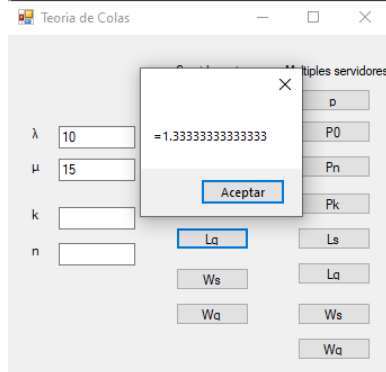 Teoria de Colas
tiples servidores
p
λ 10
=1.33333333333333
P0
μ 15
Pn
Aceptar
k
Pk
Lq
Ls
n
Ws
Lq
Wq
Ws
Wq